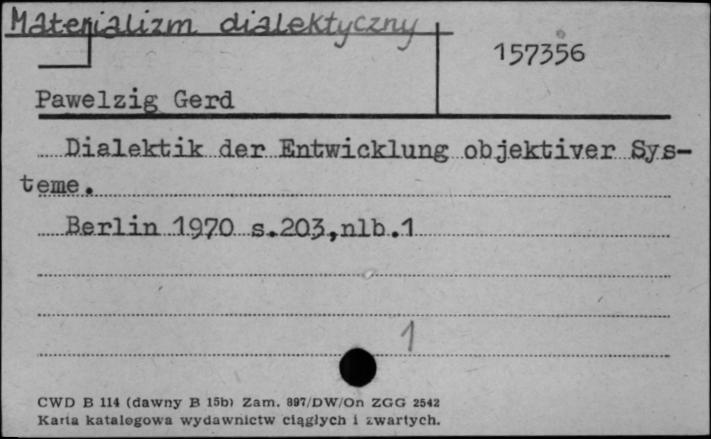 Materializm dialektyczny
157356
Pawelzig Gerd
Dialektik der Entwicklung objektiver Sys-
teme.
Berlin 1970 s.203,nlb.1
1
CWD B 114 (dawny B 15b) Zam. 897/DW/On ZGG 2542
Karta katalogowa wydawnictw ciągłych i zwartych.